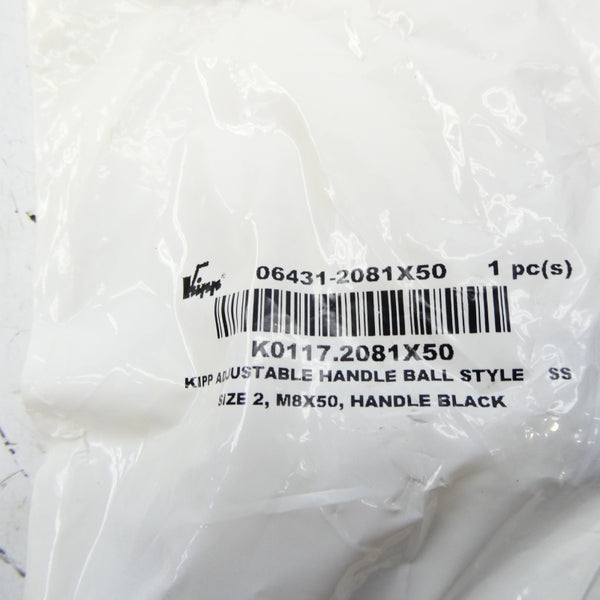 Kipp® 06431-2081X50 1 pc(s)
K0117.2081X50
KIPP ADJUSTABLE HANDLE BALL STYLE SS
SIZE 2, M8X50, HANDLE BLACK